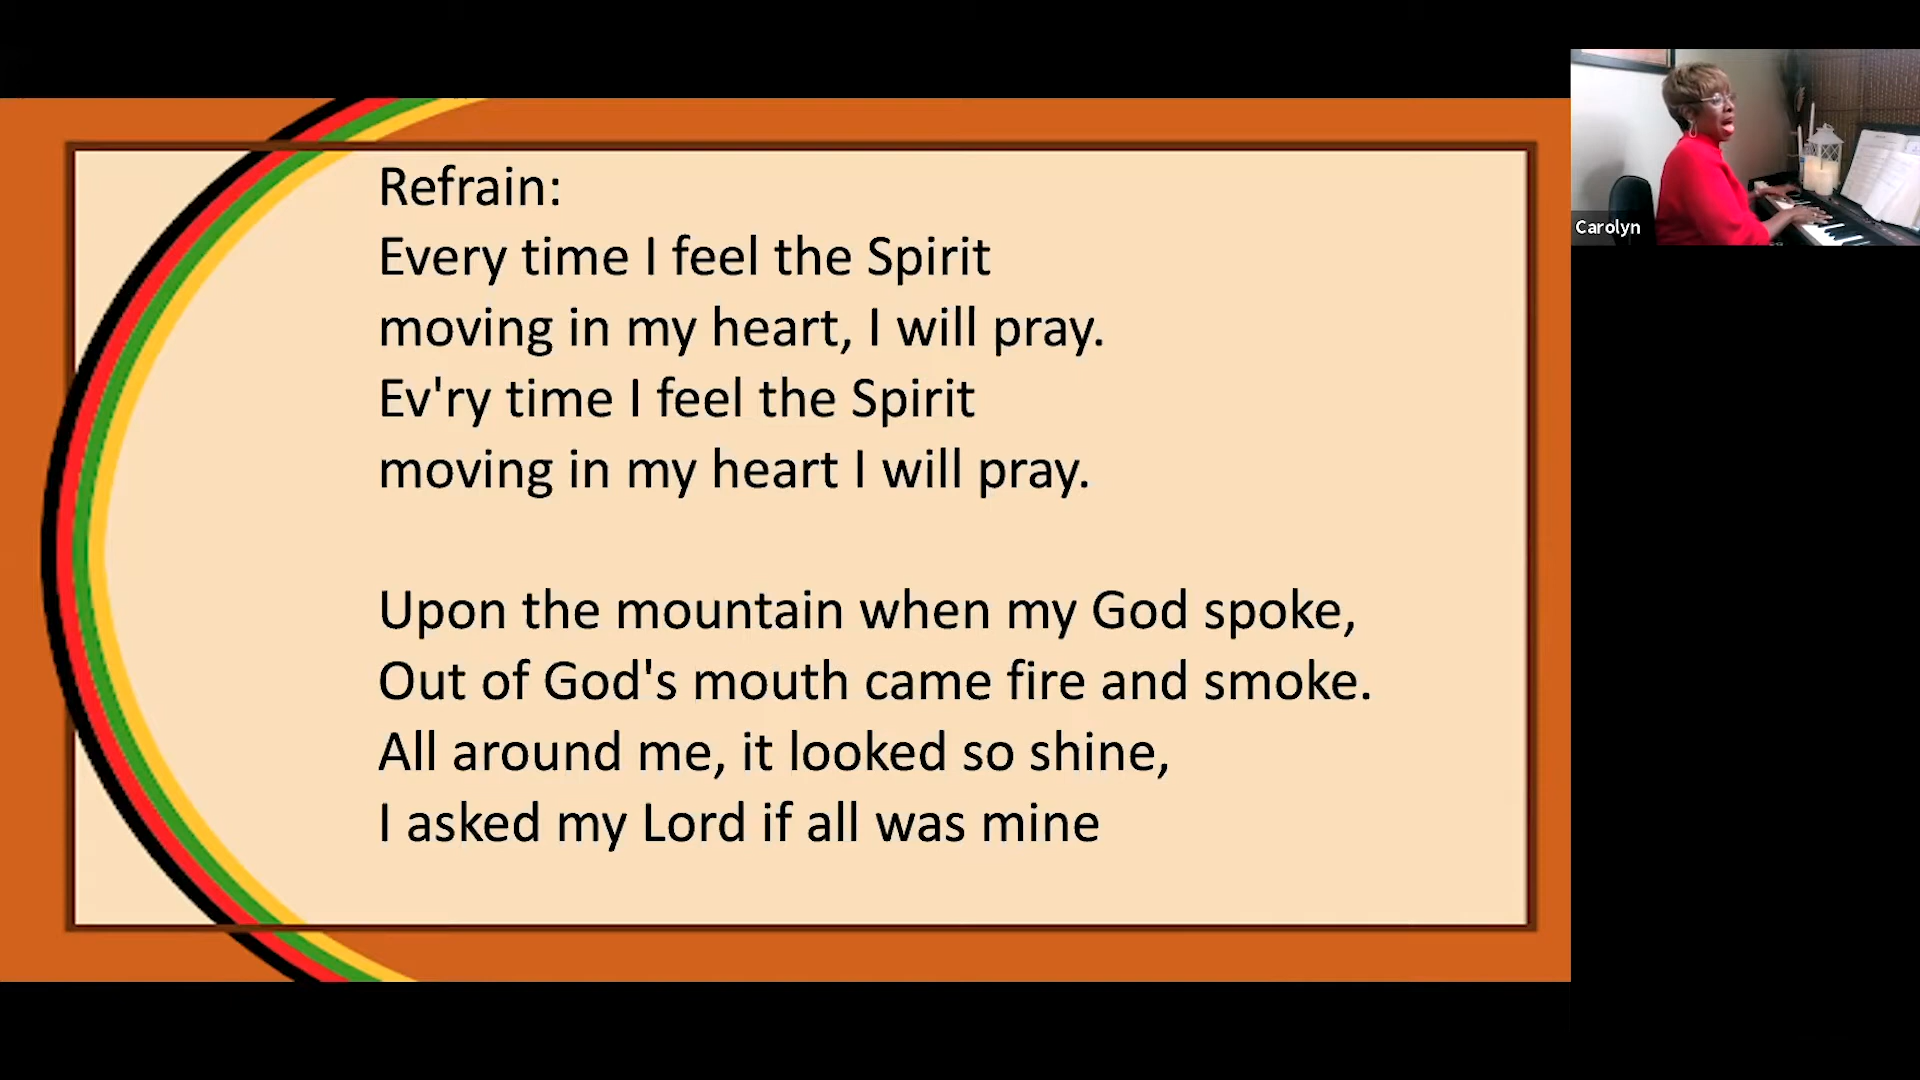 Refrain:
Every time I feel the Spirit
moving in my heart, I will pray.
Ev'ry time I feel the Spirit
moving in my heart I will pray.
Upon the mountain when my God spoke,
Out of God's mouth came fire and smoke.
All around me, it looked so shine,
I asked my Lord if all was mine
Carolyn